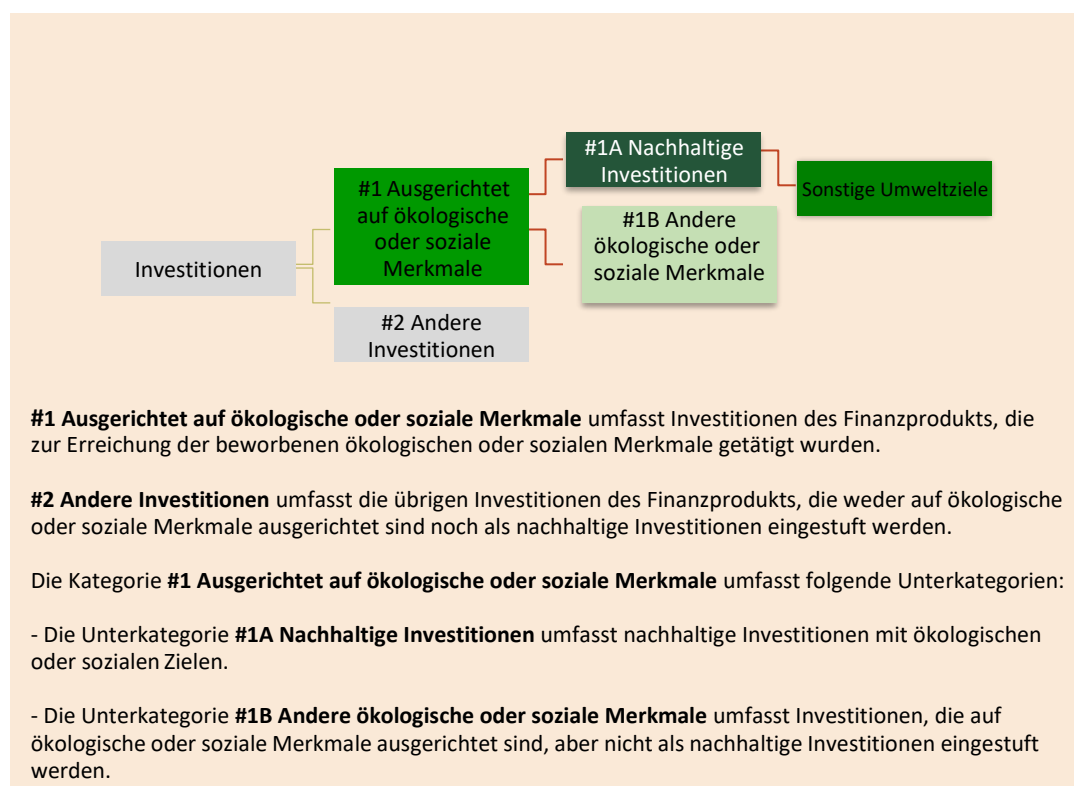 #1A Nachhaltige
Investitionen
Sonstige Umweltziele
#1 Ausgerichtet
auf ökologische
oder soziale
Merkmale
#1B Andere
ökologische oder
soziale Merkmale
Investitionen
#2 Andere
Investitionen
#1 Ausgerichtet auf ökologische oder soziale Merkmale umfasst Investitionen des Finanzprodukts, die
zur Erreichung der beworbenen ökologischen oder sozialen Merkmale getätigt wurden.
#2 Andere Investitionen umfasst die übrigen Investitionen des Finanzprodukts, die weder auf ökologische
oder soziale Merkmale ausgerichtet sind noch als nachhaltige Investitionen eingestuft werden.
Die Kategorie #1 Ausgerichtet auf ökologische oder soziale Merkmale umfasst folgende Unterkategorien:
- Die Unterkategorie #1A Nachhaltige Investitionen umfasst nachhaltige Investitionen mit ökologischen
oder sozialen Zielen.
- Die Unterkategorie #1B Andere ökologische oder soziale Merkmale umfasst Investitionen, die auf
ökologische oder soziale Merkmale ausgerichtet sind, aber nicht als nachhaltige Investitionen eingestuft
werden.